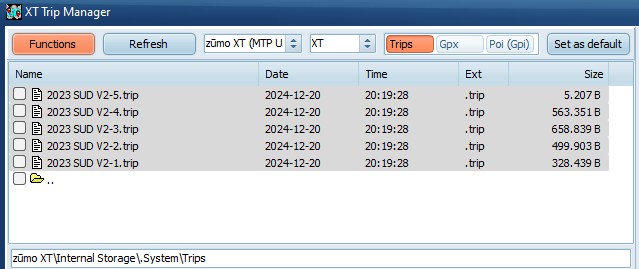 XT Trip Manager
Functions Refresh zūmo XT (MTP U XT Trips Gpx Poi (Gpi) Set as default
Name Date Time Ext Size
2023 SUD V2-5.trip 2024-12-20 20:19:28 .trip 5.207 B
2023 SUD V2-4.trip 2024-12-20 20:19:28 .trip 563.351 B
2023 SUD V2-3.trip 2024-12-20 20:19:28 .trip 658.839 B
2023 SUD V2-2.trip 2024-12-20 20:19:28 .trip 499.903 B
2023 SUD V2-1.trip 2024-12-20 20:19:28 .trip 328.439 B
..
zūmo XT\Internal Storage\.System\Trips